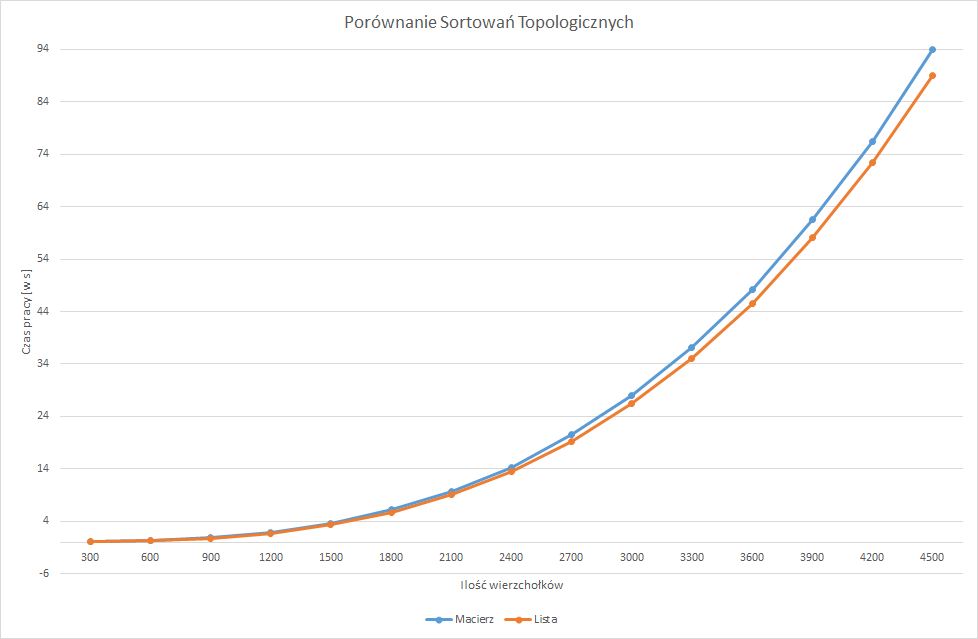 Porównanie Sortowań Topologicznych
94
84
74
64
54
44
34
24
14
4
-6
Czas pracy [w s]
300 600 900 1200 1500 1800 2100 2400 2700 3000 3300 3600 3900 4200 4500
Ilość wierzchołków
Macierz Lista